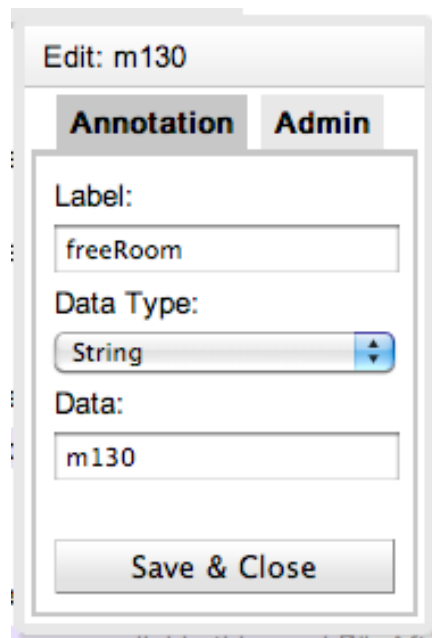 Edit: m130
Annotation Admin
Label:
freeRoom
Data Type:
String
Data:
m130
Save & Close